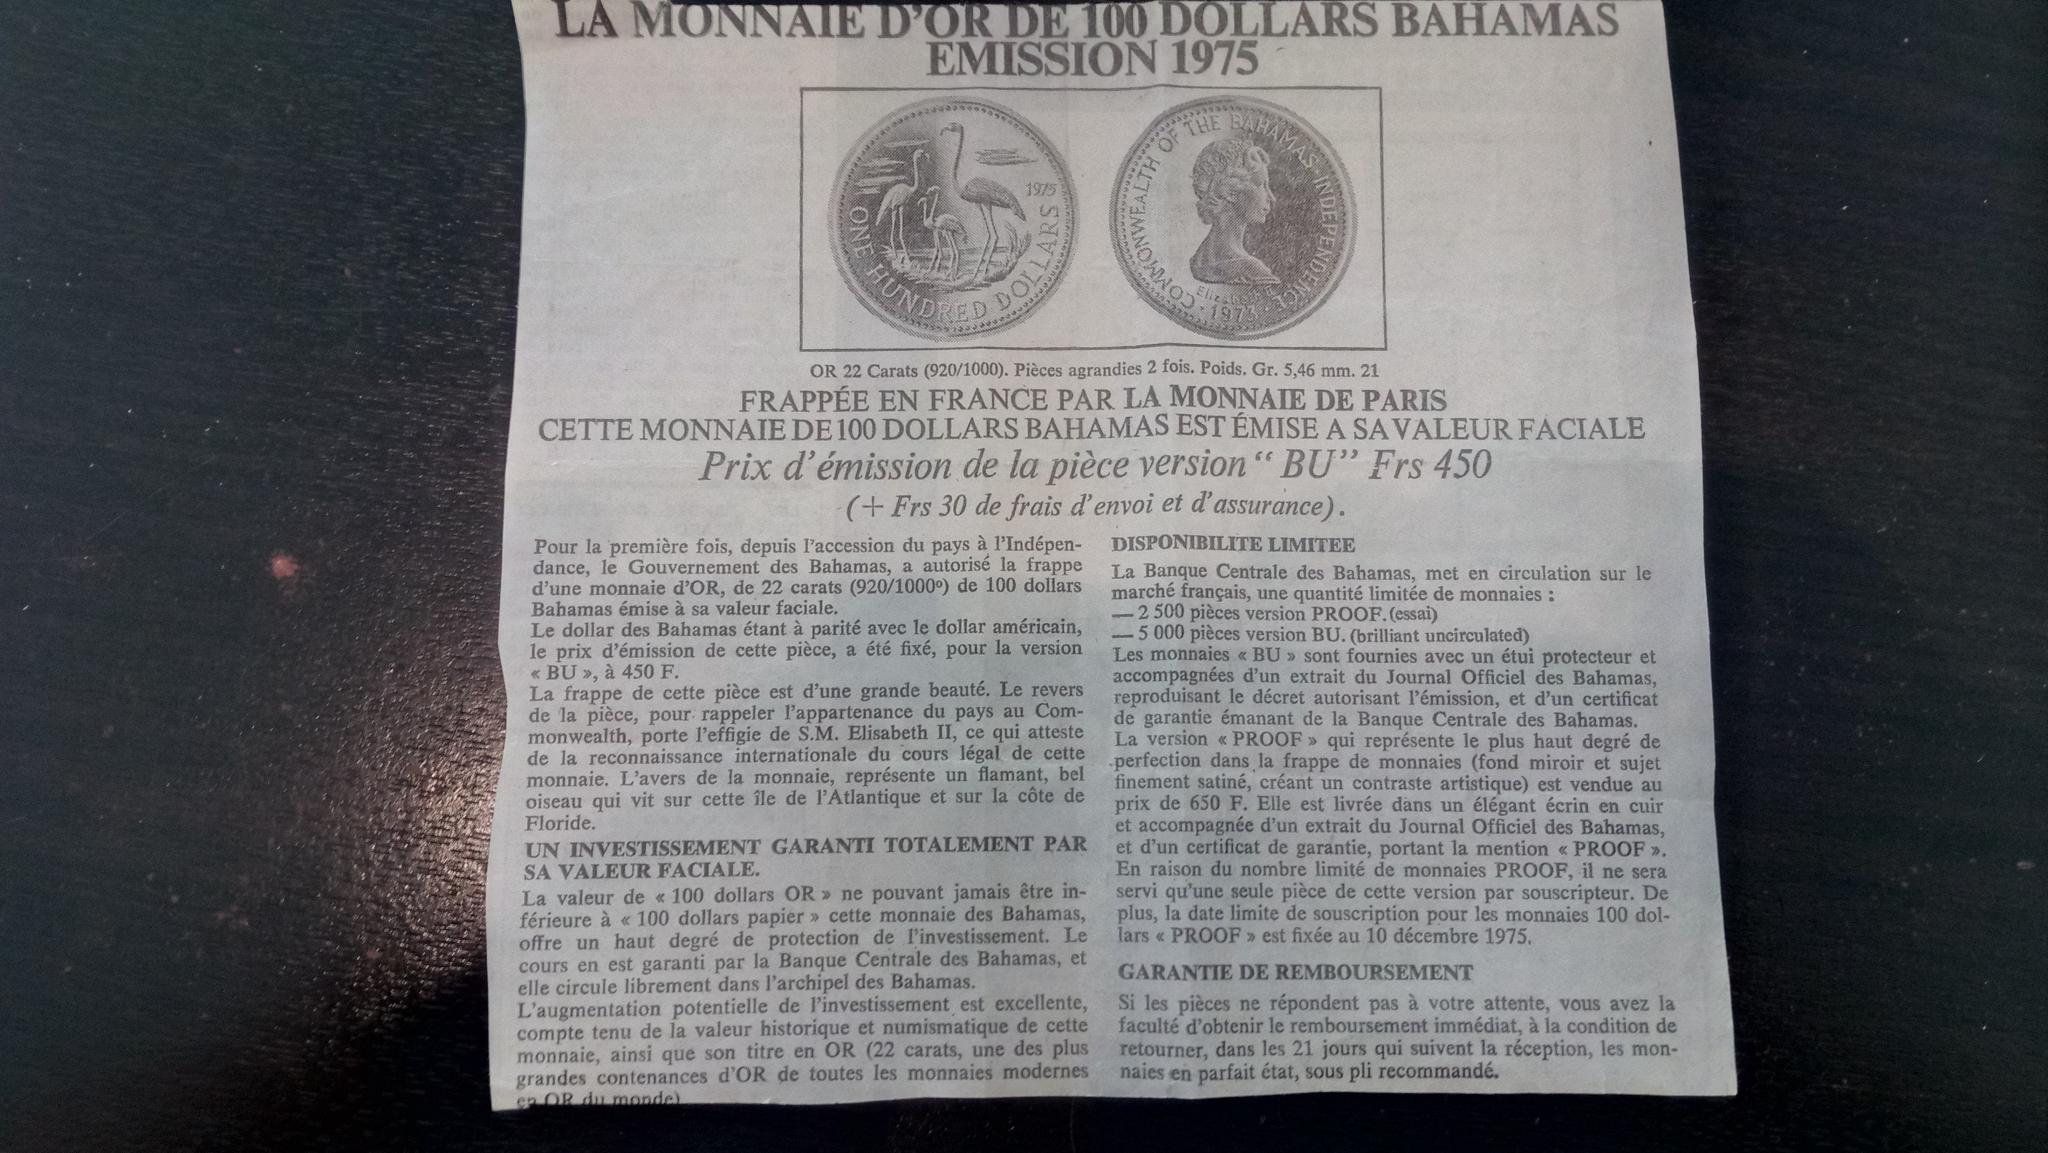 LA MONNAIE D'OR DE 100 DOLLARS BAHAMAS
EMISSION 1975
1975
ONE HUNDRED DOLLARS
COMMONWEALTH OF THE BAHAMAS INDEPENDENCE
· 1973 ·
OR 22 Carats (920/1000). Pièces agrandies 2 fois. Poids. Gr. 5,46 mm. 21
FRAPPÉE EN FRANCE PAR LA MONNAIE DE PARIS
CETTE MONNAIE DE 100 DOLLARS BAHAMAS EST ÉMISE A SA VALEUR FACIALE
Prix d'émission de la pièce version " BU" Frs 450
(+ Frs 30 de frais d'envoi et d'assurance).
Pour la première fois, depuis l'accession du pays à l'Indépen-
dance, le Gouvernement des Bahamas, a autorisé la frappe
d'une monnaie d'OR, de 22 carats (920/1000º) de 100 dollars
Bahamas émise à sa valeur faciale.
Le dollar des Bahamas étant à parité avec le dollar américain,
le prix d'émission de cette pièce, a été fixé, pour la version
« BU », à 450 F.
La frappe de cette pièce est d'une grande beauté. Le revers
de la pièce, pour rappeler l'appartenance du pays au Com-
monwealth, porte l'effigie de S.M. Elisabeth II, ce qui atteste
de la reconnaissance internationale du cours légal de cette
monnaie. L'avers de la monnaie, représente un flamant, bel
oiseau qui vit sur cette île de l'Atlantique et sur la côte de
Floride.
UN INVESTISSEMENT GARANTI TOTALEMENT PAR
SA VALEUR FACIALE.
La valeur de « 100 dollars OR » ne pouvant jamais être in-
férieure à « 100 dollars papier » cette monnaie des Bahamas,
offre un haut degré de protection de l'investissement. Le
cours en est garanti par la Banque Centrale des Bahamas, et
elle circule librement dans l'archipel des Bahamas.
L'augmentation potentielle de l'investissement est excellente,
compte tenu de la valeur historique et numismatique de cette
monnaie, ainsi que son titre en OR (22 carats, une des plus
grandes contenances d'OR de toutes les monnaies modernes
en OR du monde)
DISPONIBILITE LIMITEE
La Banque Centrale des Bahamas, met en circulation sur le
marché français, une quantité limitée de monnaies :
— 2 500 pièces version PROOF. (essai)
— 5 000 pièces version BU. (brilliant uncirculated)
Les monnaies « BU » sont fournies avec un étui protecteur et
accompagnées d'un extrait du Journal Officiel des Bahamas,
reproduisant le décret autorisant l'émission, et d'un certificat
de garantie émanant de la Banque Centrale des Bahamas.
La version « PROOF » qui représente le plus haut degré de
perfection dans la frappe de monnaies (fond miroir et sujet
finement satiné, créant un contraste artistique) est vendue au
prix de 650 F. Elle est livrée dans un élégant écrin en cuir
et accompagnée d'un extrait du Journal Officiel des Bahamas,
et d'un certificat de garantie, portant la mention « PROOF ».
En raison du nombre limité de monnaies PROOF, il ne sera
servi qu'une seule pièce de cette version par souscripteur. De
plus, la date limite de souscription pour les monnaies 100 dol-
lars « PROOF » est fixée au 10 décembre 1975.
GARANTIE DE REMBOURSEMENT
Si les pièces ne répondent pas à votre attente, vous avez la
faculté d'obtenir le remboursement immédiat, à la condition de
retourner, dans les 21 jours qui suivent la réception, les mon-
naies en parfait état, sous pli recommandé.